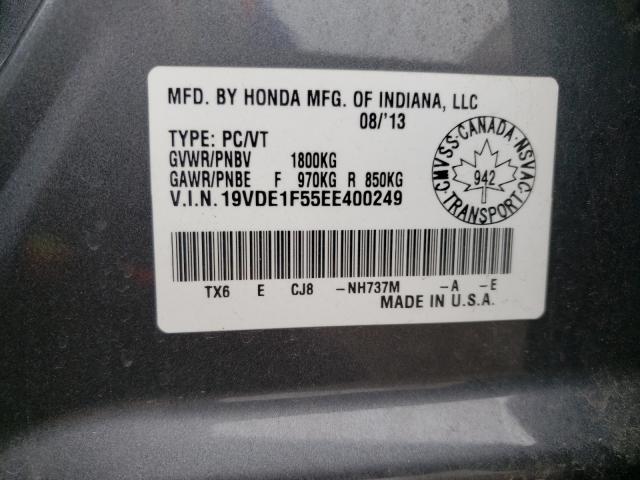 MFD. BY HONDA MFG. OF INDIANA, LLC
08/'13
TYPE: PC/VT
GVWR/PNBV 1800KG
GAWR/PNBE F 970KG R 850KG
V.I.N. 19VDE1F55EE400249
CMVSS·CANADA·NSVAC
942
TRANSPORT
TX6 E CJ8 -NH737M -A -E
MADE IN U.S.A.